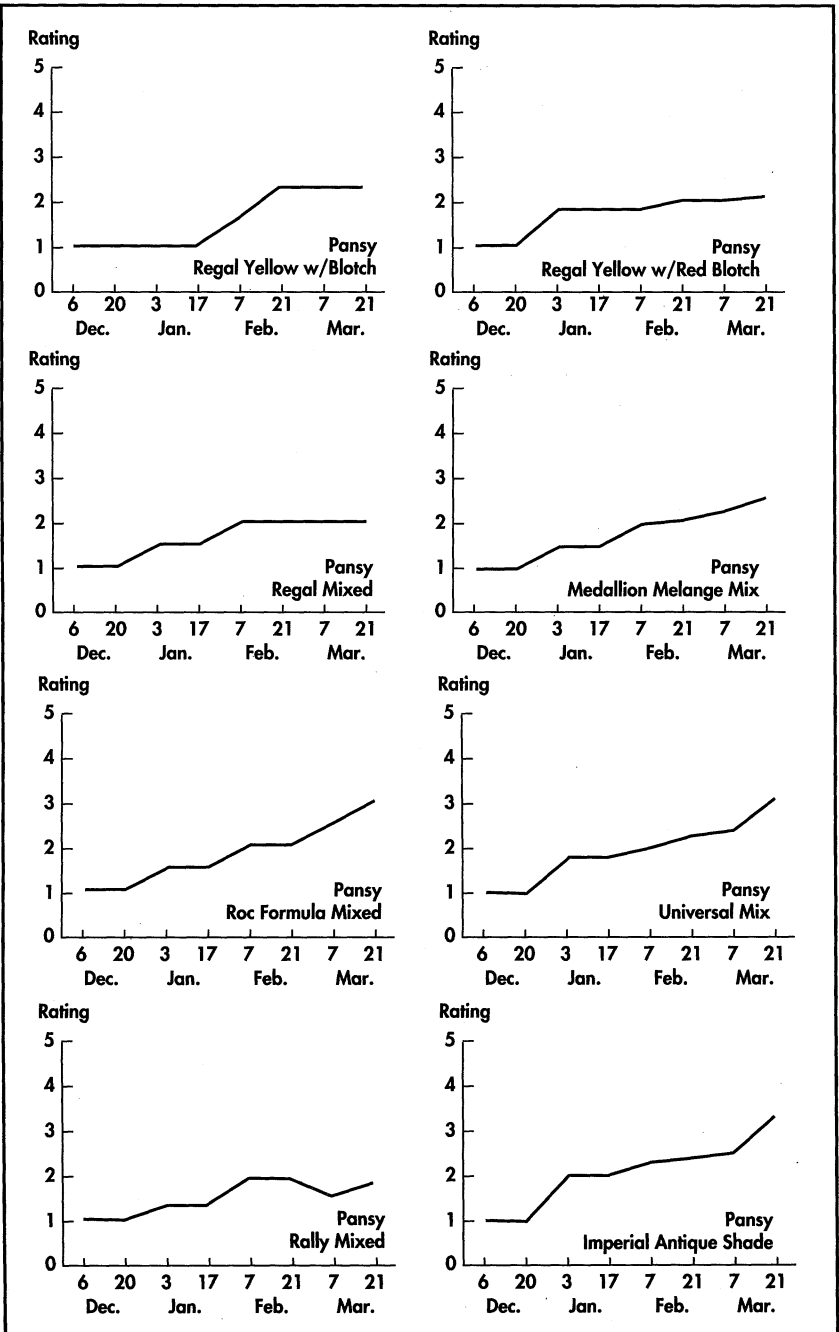 Rating
5
4
3
2
1
0
Pansy
Regal Yellow w/Blotch
6 20 3 17 7 21 7 21
Dec. Jan. Feb. Mar.
Rating
5
4
3
2
1
0
Pansy
Regal Yellow w/Red Blotch
6 20 3 17 7 21 7 21
Dec. Jan. Feb. Mar.
Rating
5
4
3
2
1
0
Pansy
Regal Mixed
6 20 3 17 7 21 7 21
Dec. Jan. Feb. Mar.
Rating
5
4
3
2
1
0
Pansy
Medallion Melange Mix
6 20 3 17 7 21 7 21
Dec. Jan. Feb. Mar.
Rating
5
4
3
2
1
0
Pansy
Roc Formula Mixed
6 20 3 17 7 21 7 21
Dec. Jan. Feb. Mar.
Rating
5
4
3
2
1
0
Pansy
Universal Mix
6 20 3 17 7 21 7 21
Dec. Jan. Feb. Mar.
Rating
5
4
3
2
1
0
Pansy
Rally Mixed
6 20 3 17 7 21 7 21
Dec. Jan. Feb. Mar.
Rating
5
4
3
2
1
0
Pansy
Imperial Antique Shade
6 20 3 17 7 21 7 21
Dec. Jan. Feb. Mar.